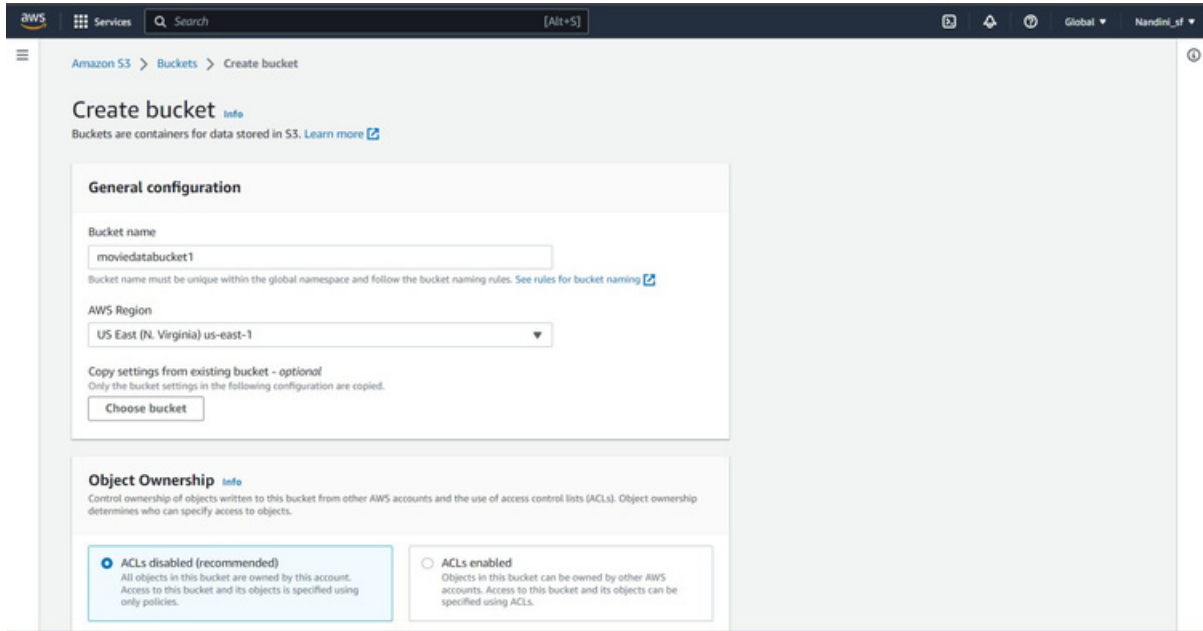 aws Services Search [Alt+S] Global Nandini_sf
Amazon S3 > Buckets > Create bucket
Create bucket Info
Buckets are containers for data stored in S3. Learn more
General configuration
Bucket name
moviedatabucket1
Bucket name must be unique within the global namespace and follow the bucket naming rules. See rules for bucket naming
AWS Region
US East (N. Virginia) us-east-1
Copy settings from existing bucket - optional
Only the bucket settings in the following configuration are copied.
Choose bucket
Object Ownership Info
Control ownership of objects written to this bucket from other AWS accounts and the use of access control lists (ACLs). Object ownership
determines who can specify access to objects.
ACLs disabled (recommended)
All objects in this bucket are owned by this account.
Access to this bucket and its objects is specified using
only policies.
ACLs enabled
Objects in this bucket can be owned by other AWS
accounts. Access to this bucket and its objects can be
specified using ACLs.